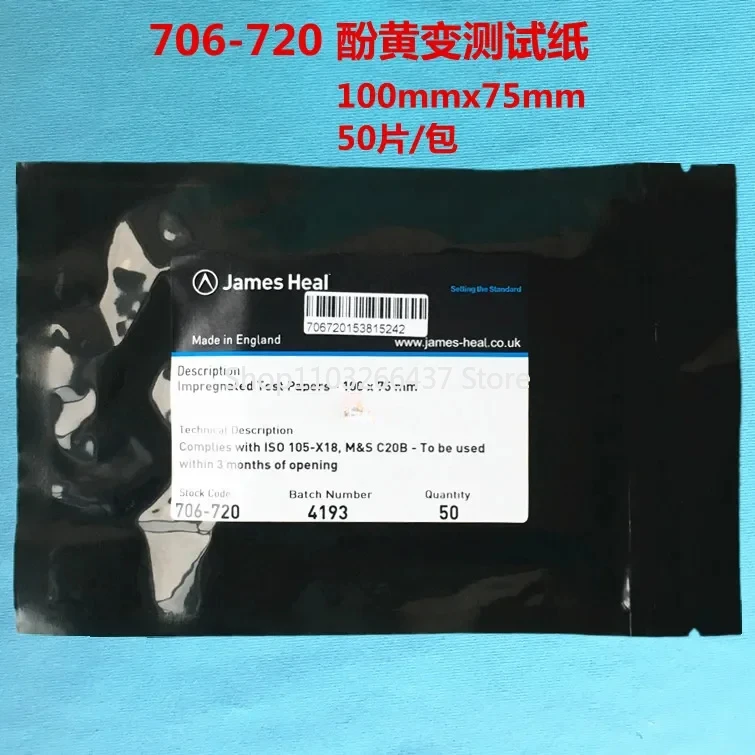 706-720 酚黄变测试纸
100mmx75mm
50片/包
James Heal
Setting the Standard
706720153815242
Made in England
www.james-heal.co.uk
Description
Shop1103266437 Store
Impregnated Test Papers - 100 x 75 mm
Technical Description
Complies with ISO 105-X18, M&S C20B - To be used
within 3 months of opening
Stock Code
Batch Number
Quantity
706-720
4193
50